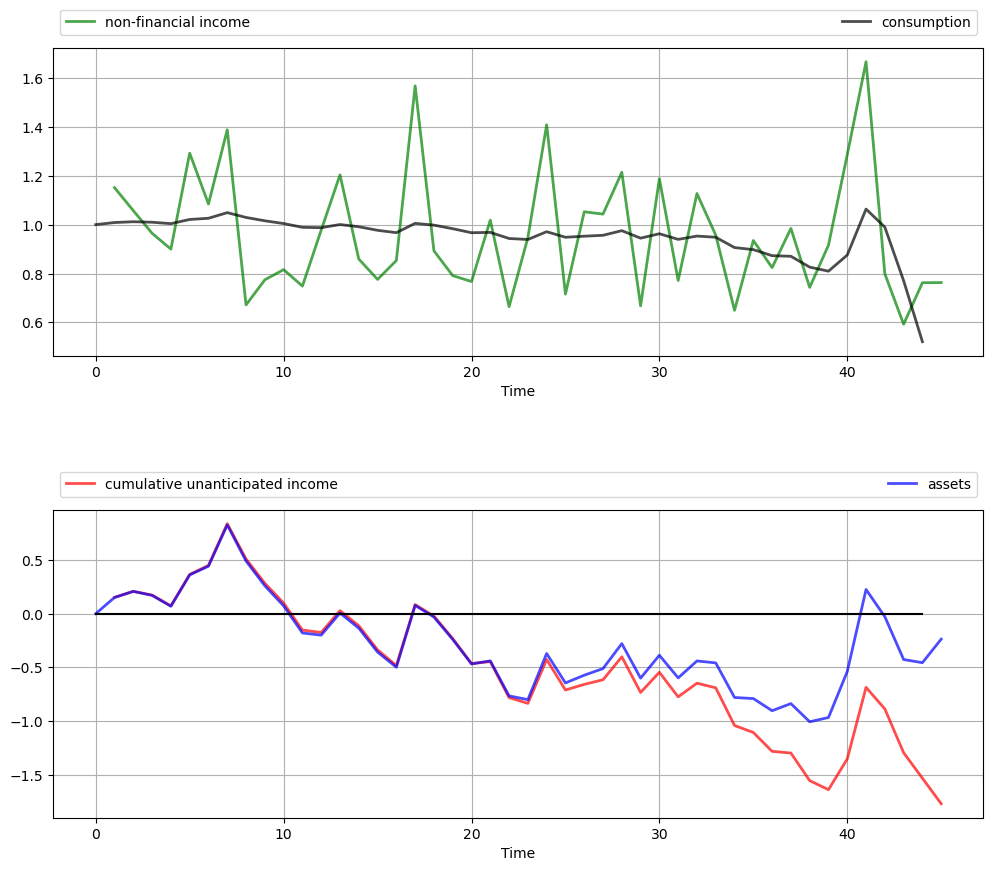 non-financial income consumption
1.6
1.4
1.2
1.0
0.8
0.6
0 10 20 30 40
Time
cumulative unanticipated income assets
0.5
0.0
−0.5
−1.0
−1.5
0 10 20 30 40
Time